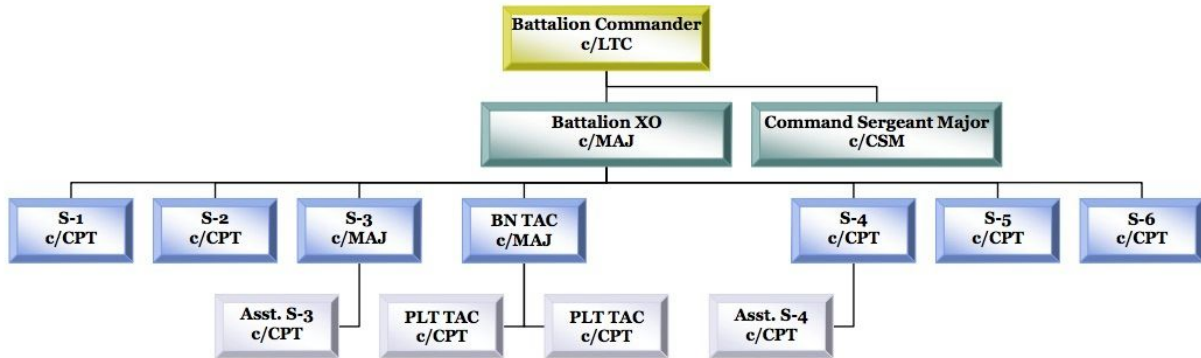 Battalion Commander
c/LTC
Battalion XO
c/MAJ
Command Sergeant Major
c/CSM
S-1
c/CPT
S-2
c/CPT
S-3
c/MAJ
BN TAC
c/MAJ
S-4
c/CPT
S-5
c/CPT
S-6
c/CPT
Asst. S-3
c/CPT
PLT TAC
c/CPT
PLT TAC
c/CPT
Asst. S-4
c/CPT